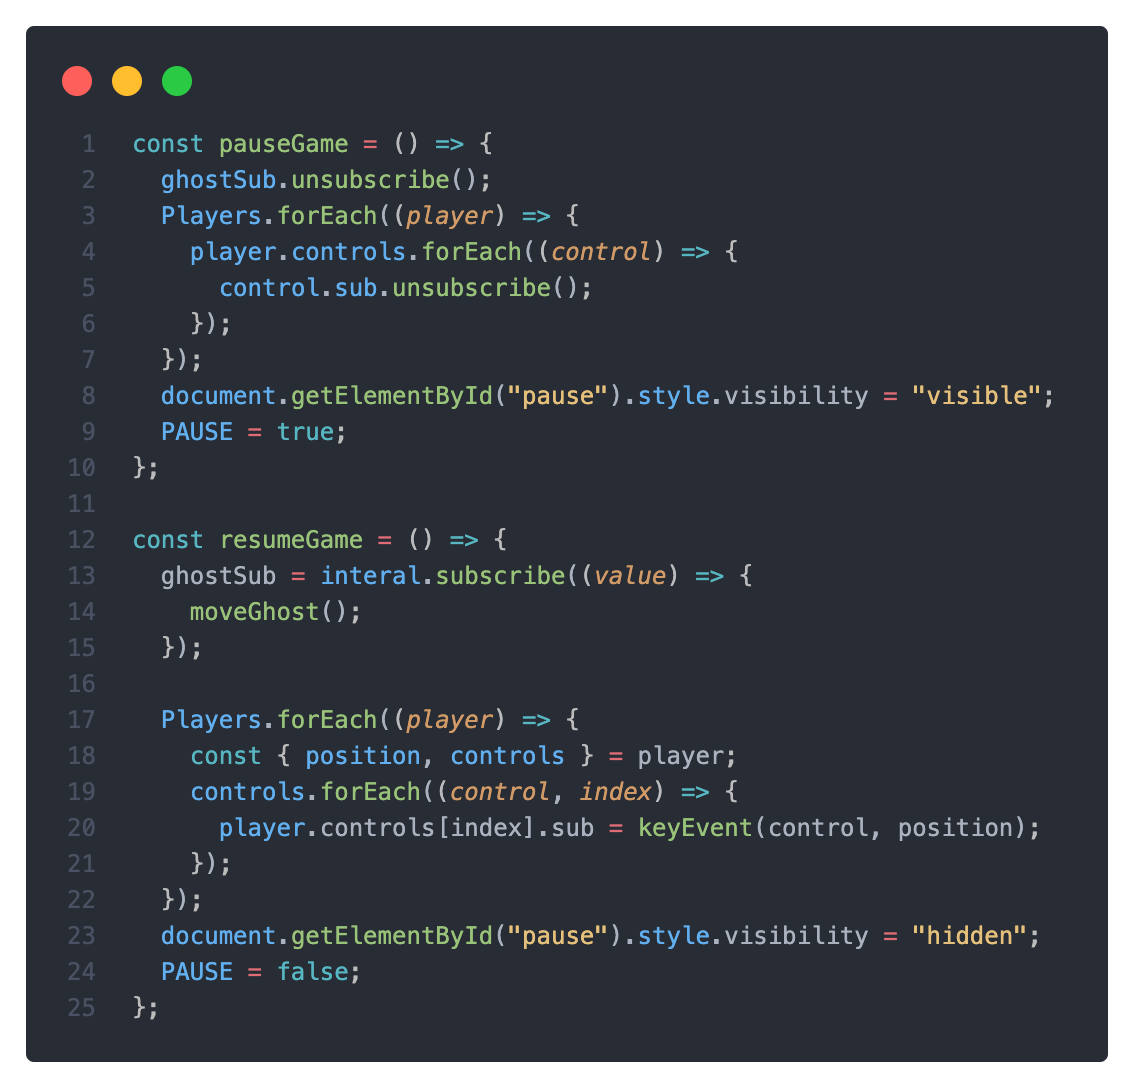 1 const pauseGame = () => {
2   ghostSub.unsubscribe();
3   Players.forEach((player) => {
4     player.controls.forEach((control) => {
5       control.sub.unsubscribe();
6     });
7   });
8   document.getElementById("pause").style.visibility = "visible";
9   PAUSE = true;
10 };
11
12 const resumeGame = () => {
13   ghostSub = interal.subscribe((value) => {
14     moveGhost();
15   });
16
17   Players.forEach((player) => {
18     const { position, controls } = player;
19     controls.forEach((control, index) => {
20       player.controls[index].sub = keyEvent(control, position);
21     });
22   });
23   document.getElementById("pause").style.visibility = "hidden";
24   PAUSE = false;
25 };